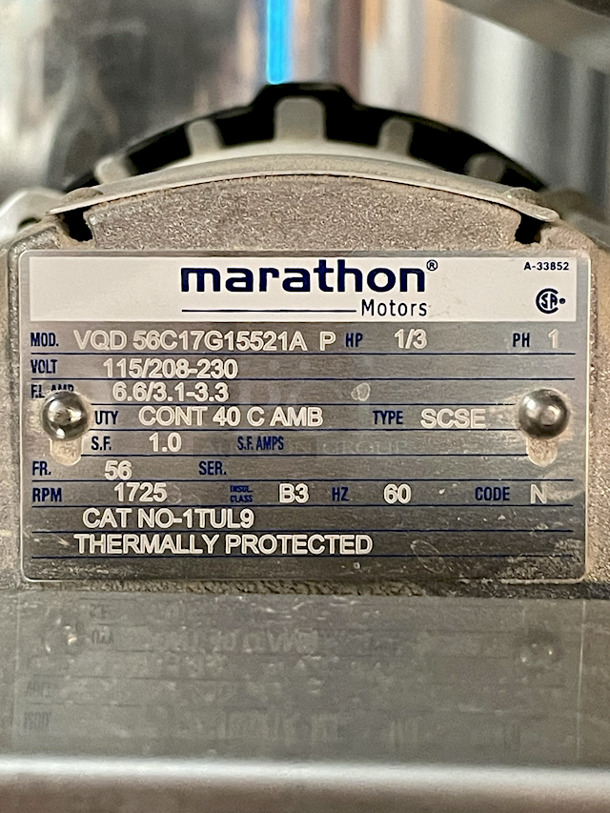 marathon®
A-33852
Motors
MOD. VQD 56C17G15521A P HP 1/3 PH 1
VOLT 115/208-230
F.L. AMP 6.6/3.1-3.3
UTY CONT 40 C AMB TYPE SCSE
S.F. 1.0 S.F. AMPS
FR. 56 SER.
RPM 1725 INSUL. CLASS B3 HZ 60 CODE N
CAT NO-1TUL9
THERMALLY PROTECTED